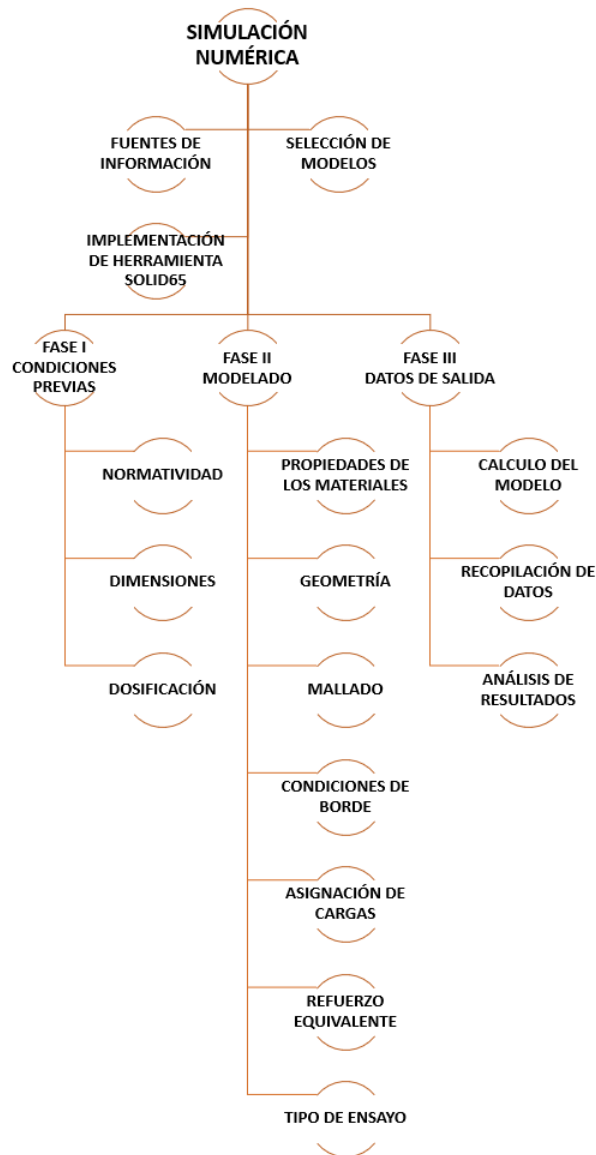 SIMULACIÓN
NUMÉRICA
FUENTES DE
INFORMACIÓN
SELECCIÓN DE
MODELOS
IMPLEMENTACIÓN
DE HERRAMIENTA
SOLID65
FASE I
CONDICIONES
PREVIAS
NORMATIVIDAD
DIMENSIONES
DOSIFICACIÓN
FASE II
MODELADO
PROPIEDADES DE
LOS MATERIALES
GEOMETRÍA
MALLADO
CONDICIONES DE
BORDE
ASIGNACIÓN DE
CARGAS
REFUERZO
EQUIVALENTE
TIPO DE ENSAYO
FASE III
DATOS DE SALIDA
CALCULO DEL
MODELO
RECOPILACIÓN DE
DATOS
ANÁLISIS DE
RESULTADOS